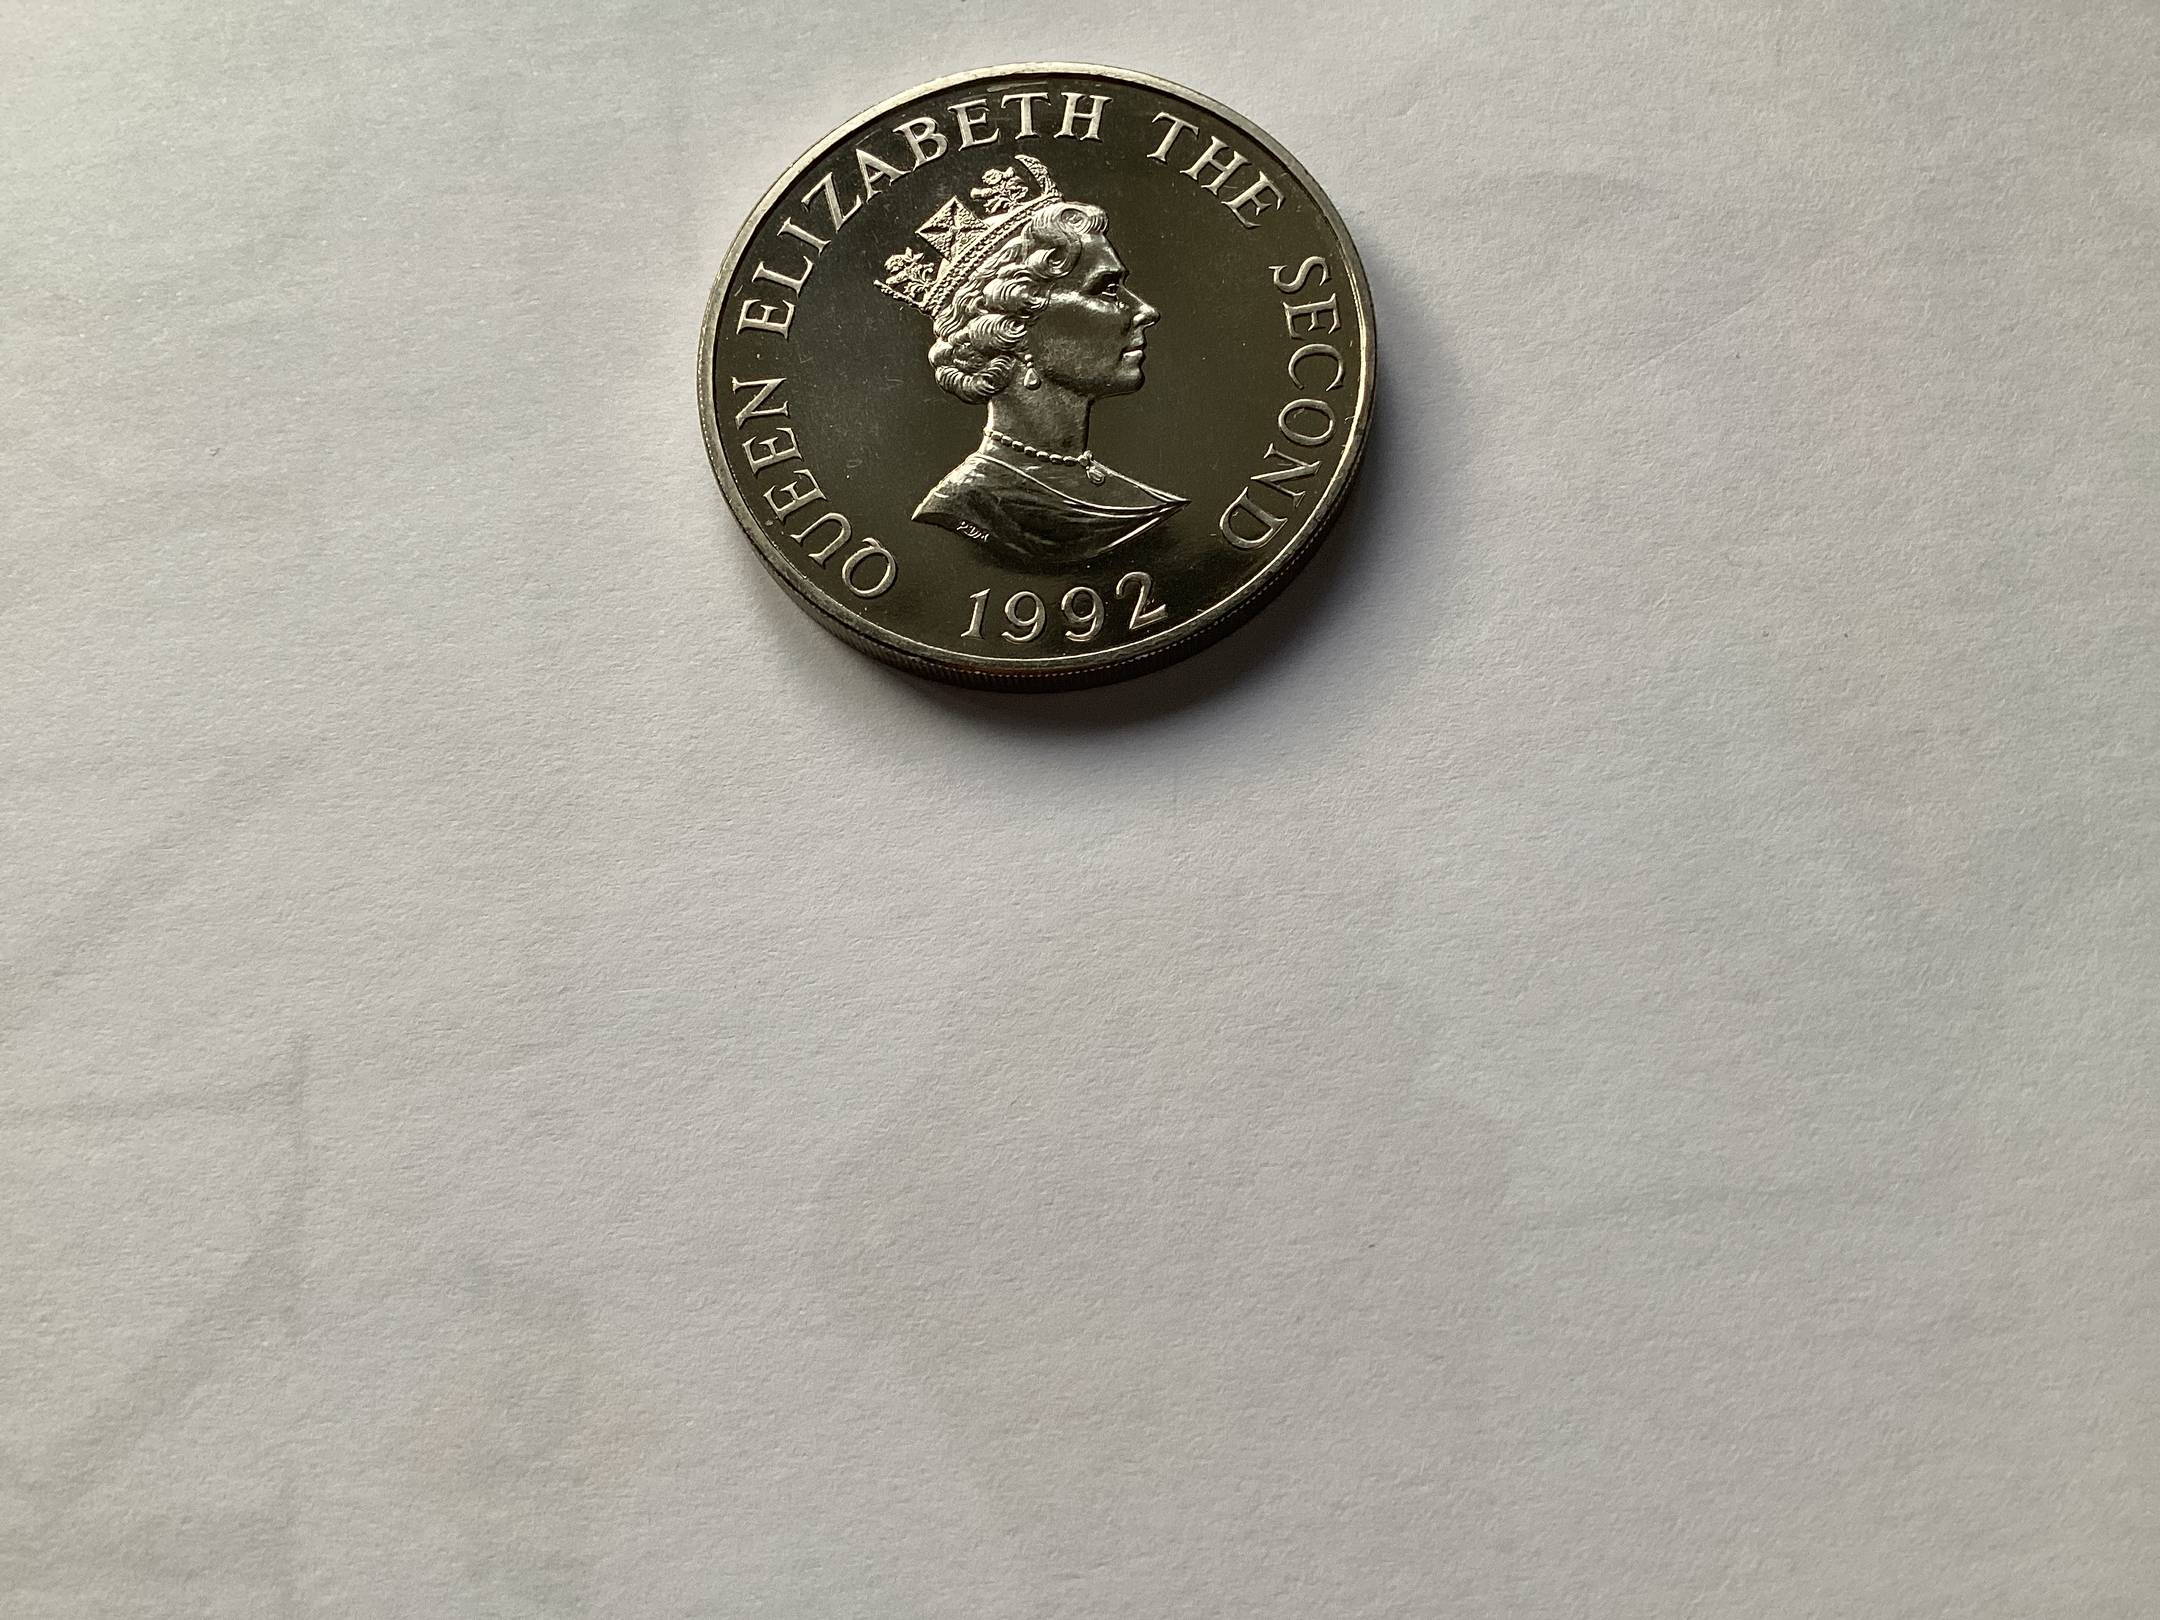 QUEEN ELIZABETH THE SECOND
1992